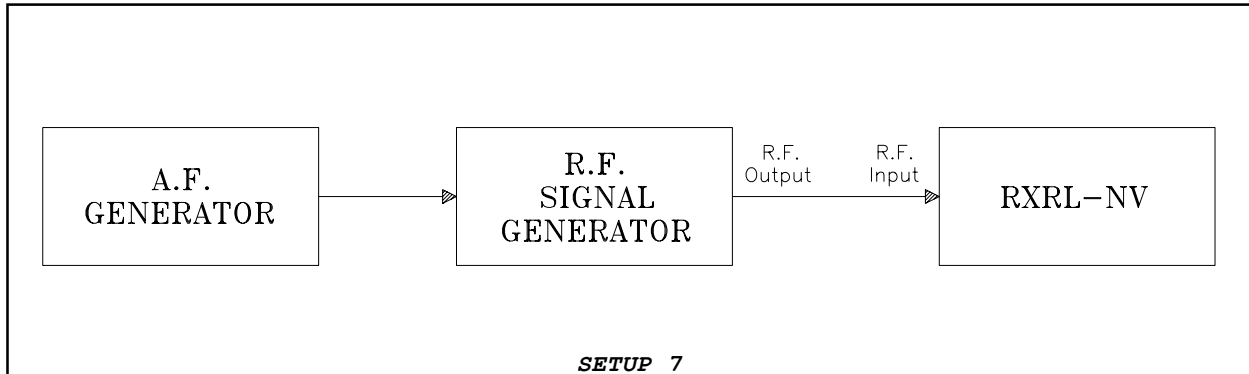 A.F.
GENERATOR
R.F.
SIGNAL
GENERATOR
R.F.
Output
R.F.
Input
RXRL-NV
SETUP 7